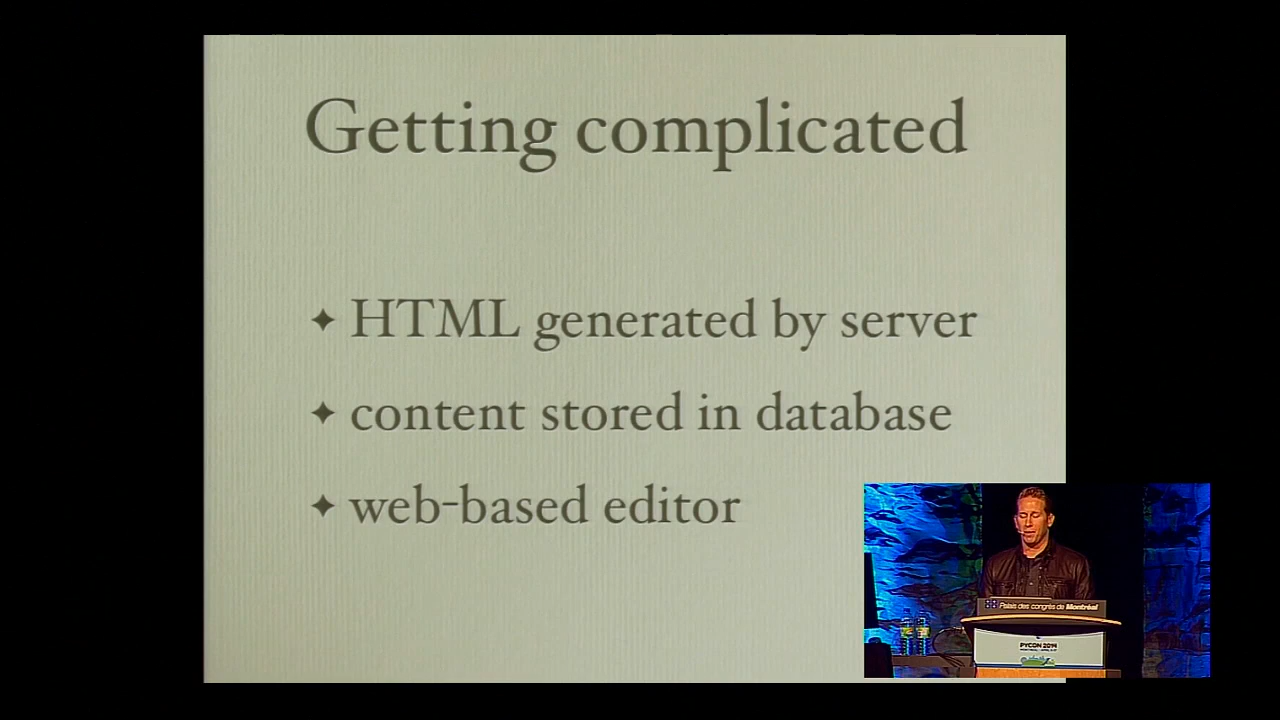 Getting complicated
✦ HTML generated by server
✦ content stored in database
✦ web-based editor
Palais des congrès de Montréal
PYCON 2014